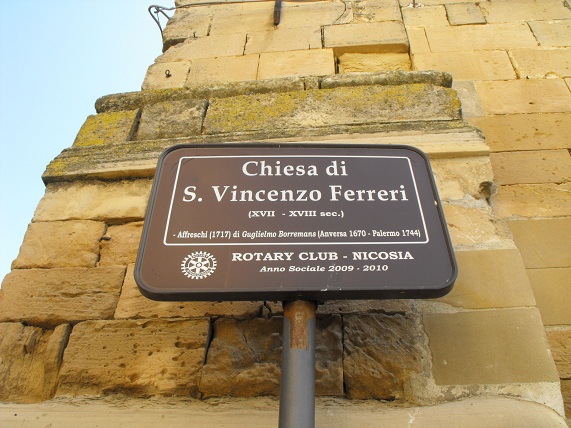 Chiesa di
S. Vincenzo Ferreri
(XVII - XVIII sec.)
- Affreschi (1717) di Guglielmo Borremans (Anversa 1670 - Palermo 1744)
ROTARY CLUB - NICOSIA
Anno Sociale 2009 - 2010